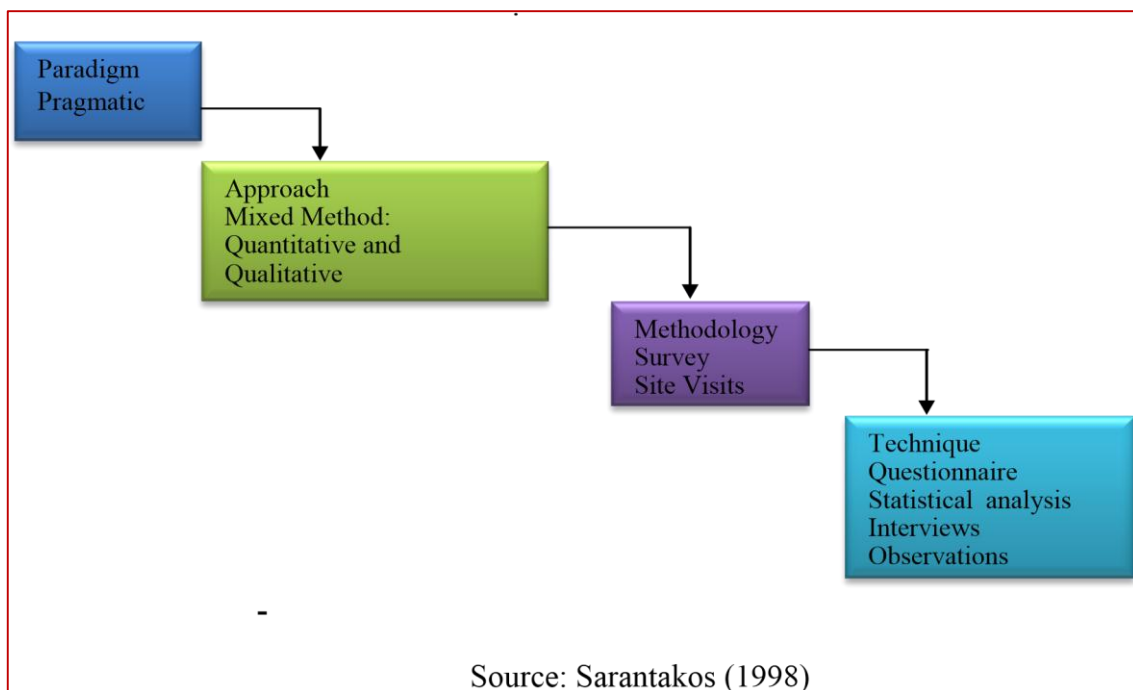 Paradigm
Pragmatic
Approach
Mixed Method:
Quantitative and
Qualitative
Methodology
Survey
Site Visits
Technique
Questionnaire
Statistical analysis
Interviews
Observations
-
Source: Sarantakos (1998)